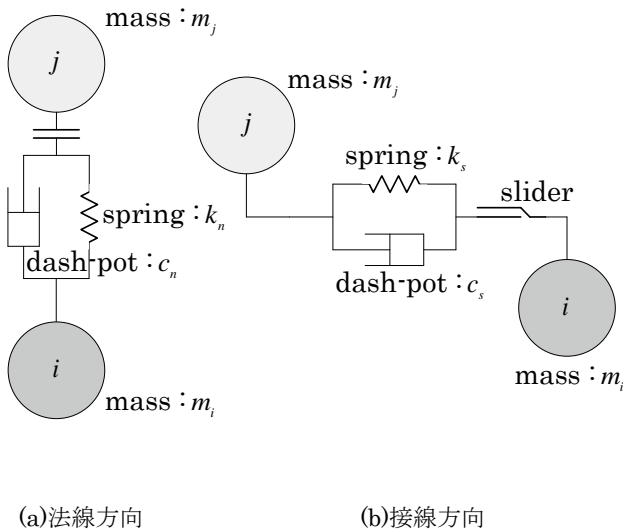 mass：m_j
j
spring：k_n
dash-pot：c_n
i
mass：m_i
(a)法線方向
mass：m_j
j
spring：k_s
slider
dash-pot：c_s
i
mass：m_i
(b)接線方向